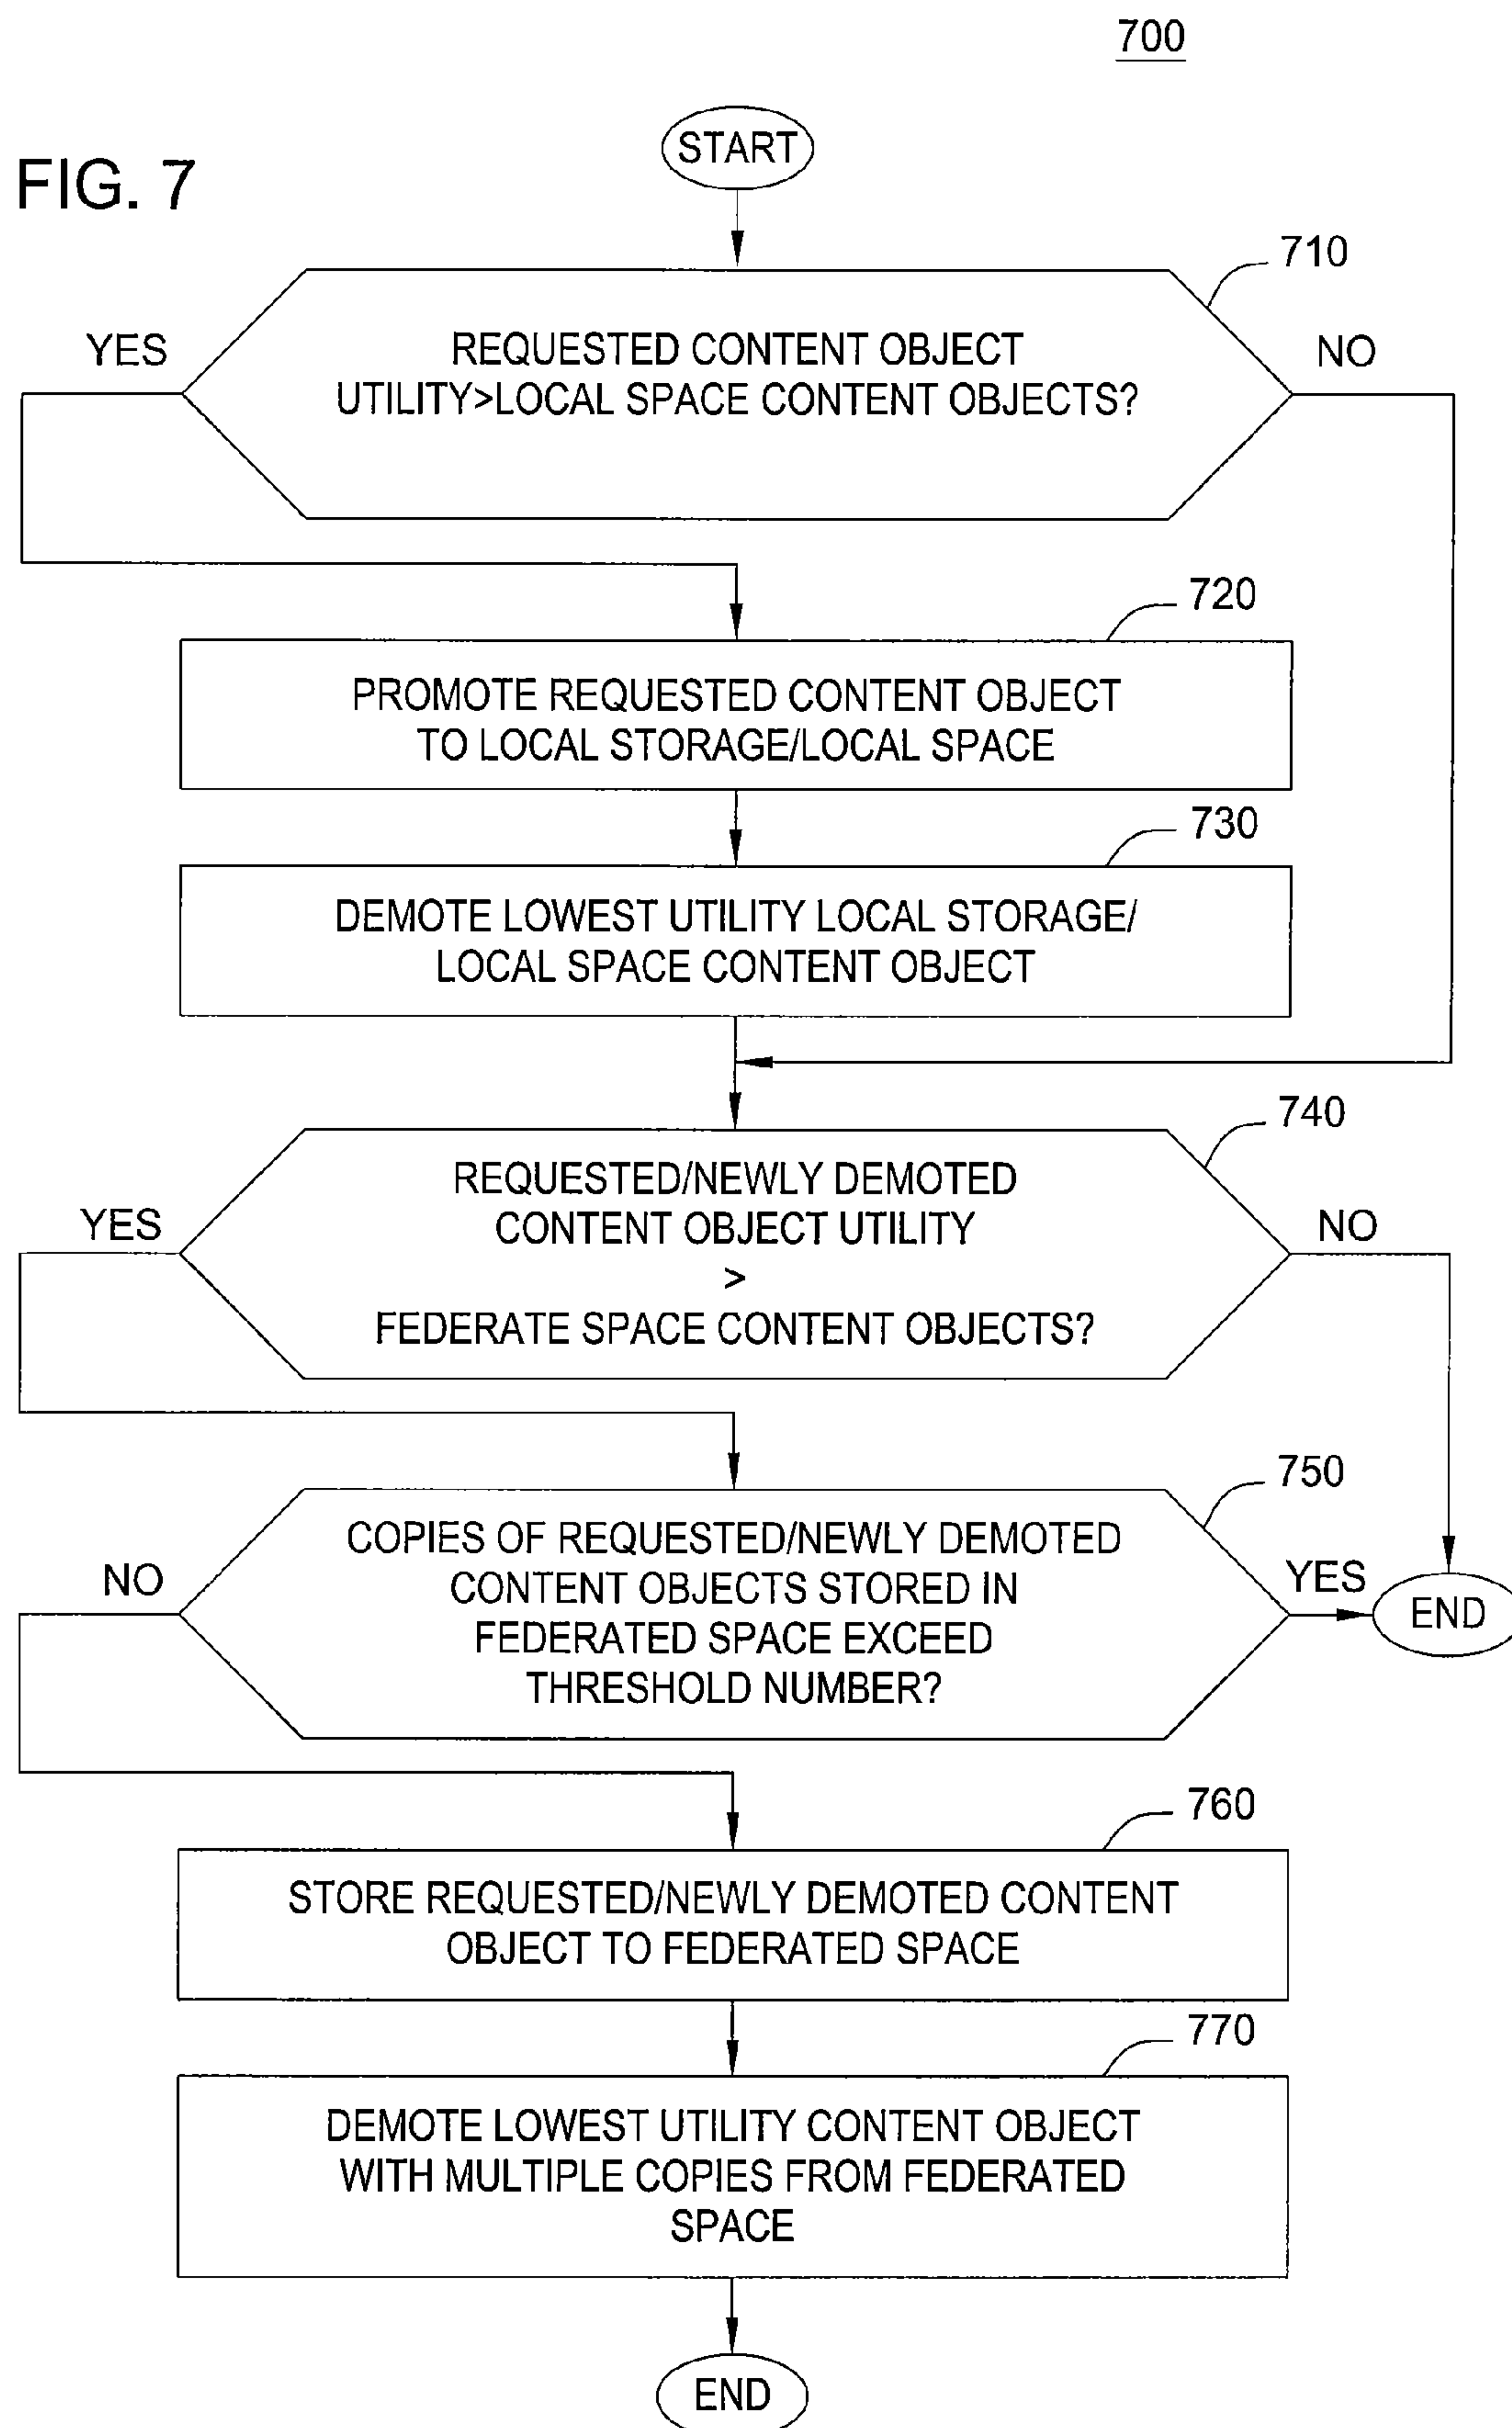 700
START
FIG. 7
710
YES
NO
REQUESTED CONTENT OBJECT
UTILITY>LOCAL SPACE CONTENT OBJECTS?
720
PROMOTE REQUESTED CONTENT OBJECT
TO LOCAL STORAGE/LOCAL SPACE
730
DEMOTE LOWEST UTILITY LOCAL STORAGE/
LOCAL SPACE CONTENT OBJECT
740
REQUESTED/NEWLY DEMOTED
CONTENT OBJECT UTILITY
>
FEDERATE SPACE CONTENT OBJECTS?
YES
NO
750
COPIES OF REQUESTED/NEWLY DEMOTED
CONTENT OBJECTS STORED IN
FEDERATED SPACE EXCEED
THRESHOLD NUMBER?
NO
YES
END
760
STORE REQUESTED/NEWLY DEMOTED CONTENT
OBJECT TO FEDERATED SPACE
770
DEMOTE LOWEST UTILITY CONTENT OBJECT
WITH MULTIPLE COPIES FROM FEDERATED
SPACE
END